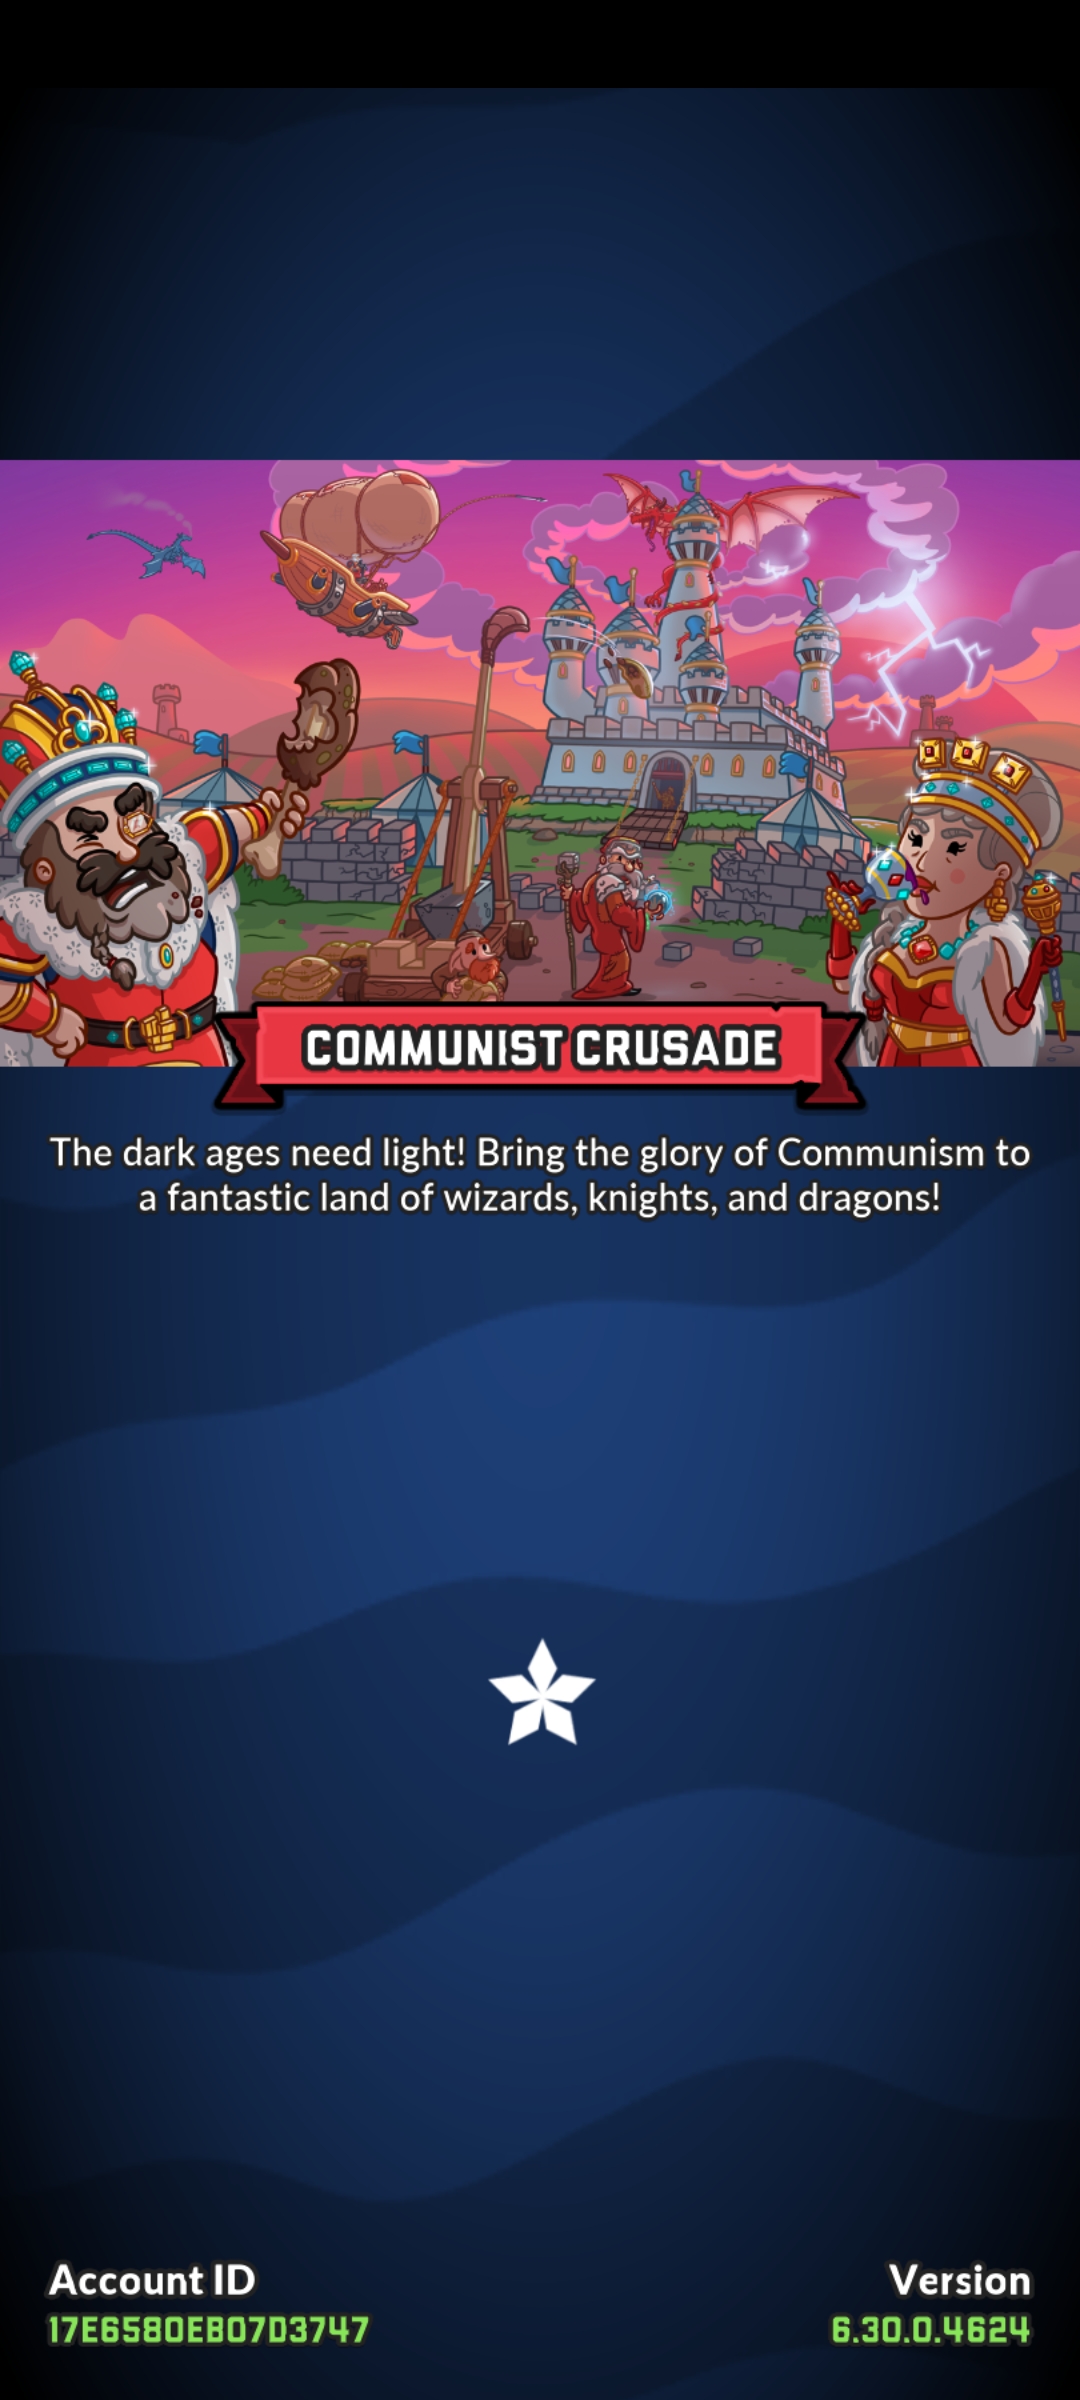 COMMUNIST CRUSADE
The dark ages need light! Bring the glory of Communism to
a fantastic land of wizards, knights, and dragons!
Account ID
17E6580EB07D3747
Version
6.30.0.4624